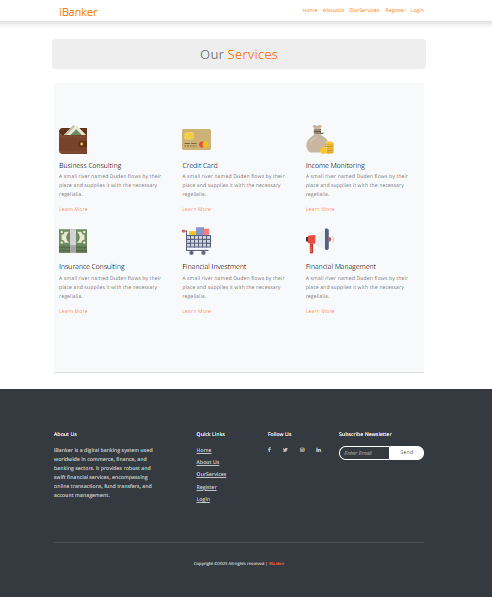 iBanker
Home AboutUs OurServices Register Login
Our Services
Business Consulting
A small river named Duden flows by their
place and supplies it with the necessary
regelialia.
Learn More
Credit Card
A small river named Duden flows by their
place and supplies it with the necessary
regelialia.
Learn More
Income Monitoring
A small river named Duden flows by their
place and supplies it with the necessary
regelialia.
Learn More
Insurance Consulting
A small river named Duden flows by their
place and supplies it with the necessary
regelialia.
Learn More
Financial Investment
A small river named Duden flows by their
place and supplies it with the necessary
regelialia.
Learn More
Financial Management
A small river named Duden flows by their
place and supplies it with the necessary
regelialia.
Learn More
About Us
iBanker is a digital banking system used
worldwide in commerce, finance, and
banking sectors. It provides robust and
swift financial services, encompassing
online transactions, fund transfers, and
account management.
Quick Links
Home
About Us
OurServices
Register
Login
Follow Us
Subscribe Newsletter
Enter Email Send
Copyright ©2023 All rights reserved | iBanker